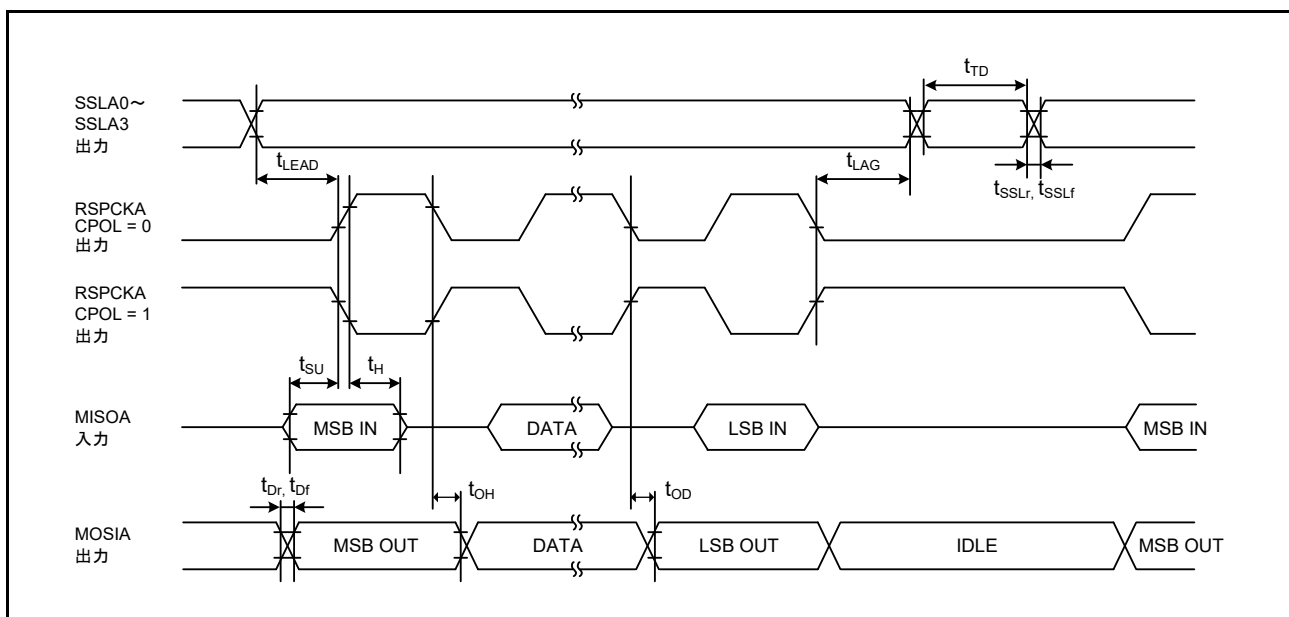 SSLA0～
SSLA3
出力
tTD
tLEAD
tLAG
tSSLr, tSSLf
RSPCKA
CPOL = 0
出力
RSPCKA
CPOL = 1
出力
tSU
tH
MISOA
入力
MSB IN
DATA
LSB IN
MSB IN
tDr, tDf
tOH
tOD
MOSIA
出力
MSB OUT
DATA
LSB OUT
IDLE
MSB OUT